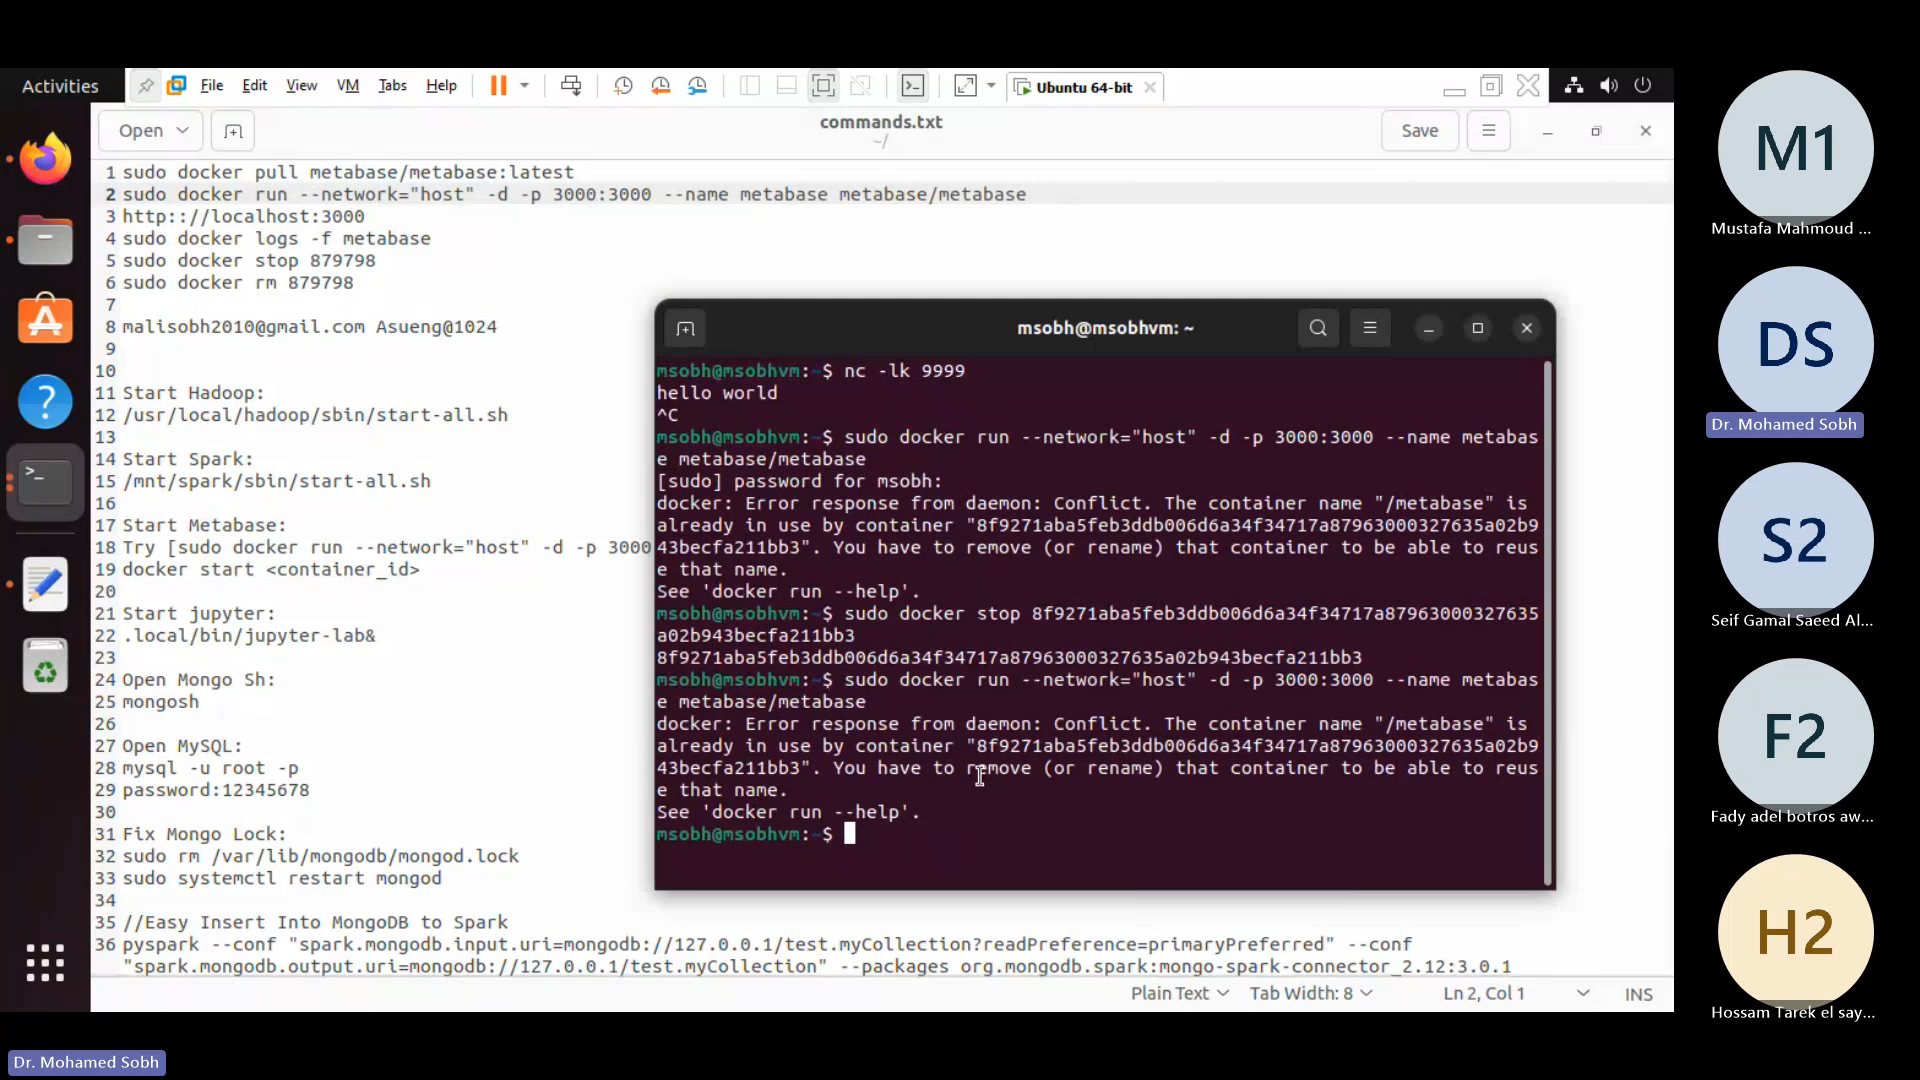 Activities
File Edit View VM Tabs Help
Ubuntu 64-bit
Open
commands.txt
~/
Save
1 sudo docker pull metabase/metabase:latest
2 sudo docker run --network="host" -d -p 3000:3000 --name metabase metabase/metabase
3 http:://localhost:3000
4 sudo docker logs -f metabase
5 sudo docker stop 879798
6 sudo docker rm 879798
7
8 malisobh2010@gmail.com Asueng@1024
9
10
11 Start Hadoop:
12 /usr/local/hadoop/sbin/start-all.sh
13
14 Start Spark:
15 /mnt/spark/sbin/start-all.sh
16
17 Start Metabase:
18 Try [sudo docker run --network="host" -d -p 3000
19 docker start <container_id>
20
21 Start jupyter:
22 .local/bin/jupyter-lab&
23
24 Open Mongo Sh:
25 mongosh
26
27 Open MySQL:
28 mysql -u root -p
29 password:12345678
30
31 Fix Mongo Lock:
32 sudo rm /var/lib/mongodb/mongod.lock
33 sudo systemctl restart mongod
34
35 //Easy Insert Into MongoDB to Spark
36 pyspark --conf "spark.mongodb.input.uri=mongodb://127.0.0.1/test.myCollection?readPreference=primaryPreferred" --conf
"spark.mongodb.output.uri=mongodb://127.0.0.1/test.myCollection" --packages org.mongodb.spark:mongo-spark-connector_2.12:3.0.1
Plain Text Tab Width: 8 Ln 2, Col 1 INS
msobh@msobhvm: ~
msobh@msobhvm:~$ nc -lk 9999
hello world
^C
msobh@msobhvm:~$ sudo docker run --network="host" -d -p 3000:3000 --name metabas
e metabase/metabase
[sudo] password for msobh:
docker: Error response from daemon: Conflict. The container name "/metabase" is
already in use by container "8f9271aba5feb3ddb006d6a34f34717a87963000327635a02b9
43becfa211bb3". You have to remove (or rename) that container to be able to reus
e that name.
See 'docker run --help'.
msobh@msobhvm:~$ sudo docker stop 8f9271aba5feb3ddb006d6a34f34717a87963000327635
a02b943becfa211bb3
8f9271aba5feb3ddb006d6a34f34717a87963000327635a02b943becfa211bb3
msobh@msobhvm:~$ sudo docker run --network="host" -d -p 3000:3000 --name metabas
e metabase/metabase
docker: Error response from daemon: Conflict. The container name "/metabase" is
already in use by container "8f9271aba5feb3ddb006d6a34f34717a87963000327635a02b9
43becfa211bb3". You have to remove (or rename) that container to be able to reus
e that name.
See 'docker run --help'.
msobh@msobhvm:~$
M1
Mustafa Mahmoud ...
DS
Dr. Mohamed Sobh
S2
Seif Gamal Saeed Al...
F2
Fady adel botros aw...
H2
Hossam Tarek el say...
Dr. Mohamed Sobh